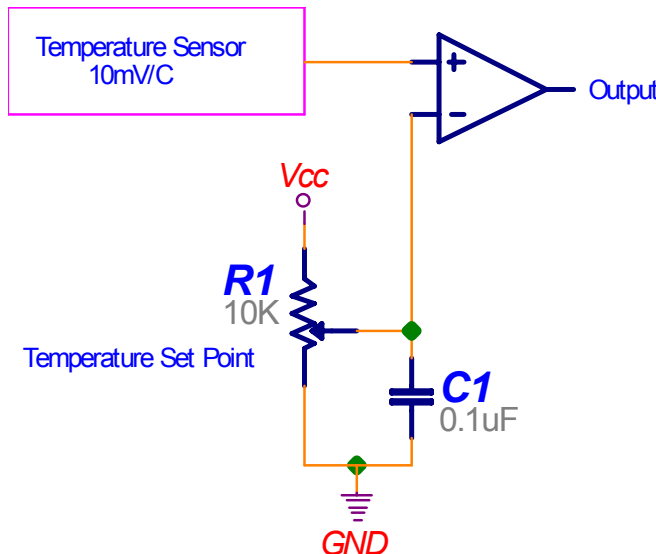 Temperature Sensor
10mV/C
+
-
Output
Vcc
R1
10K
Temperature Set Point
C1
0.1uF
GND